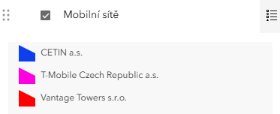 Mobilní sítě
CETIN a.s.
T-Mobile Czech Republic a.s.
Vantage Towers s.r.o.